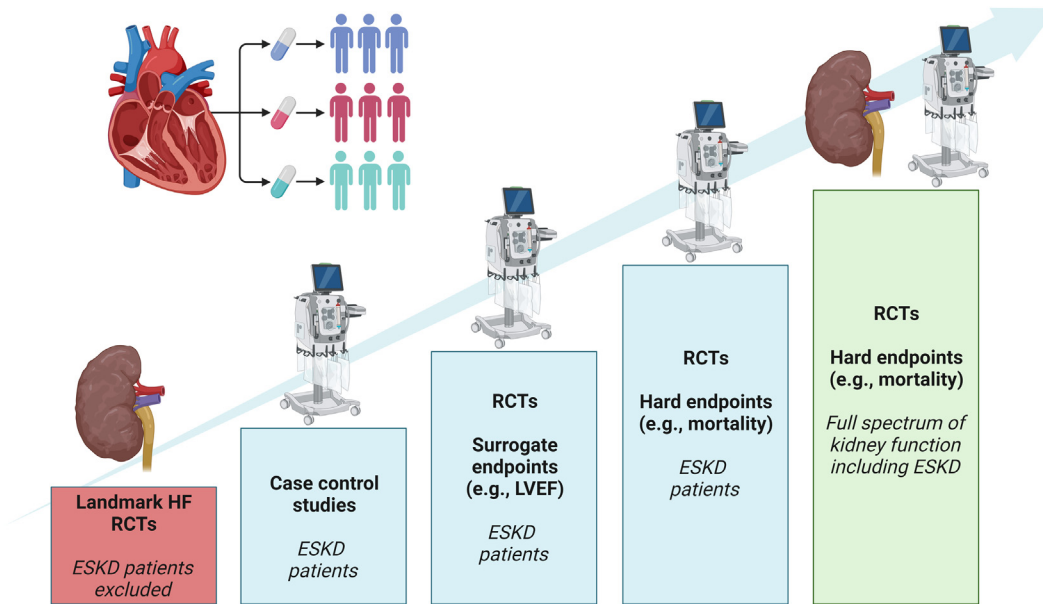 Landmark HF
RCTs
ESKD patients
excluded
Case control
studies
ESKD
patients
RCTs
Surrogate
endpoints
(e.g., LVEF)
ESKD
patients
RCTs
Hard endpoints
(e.g., mortality)
ESKD
patients
RCTs
Hard endpoints
(e.g., mortality)
Full spectrum of
kidney function
including ESKD